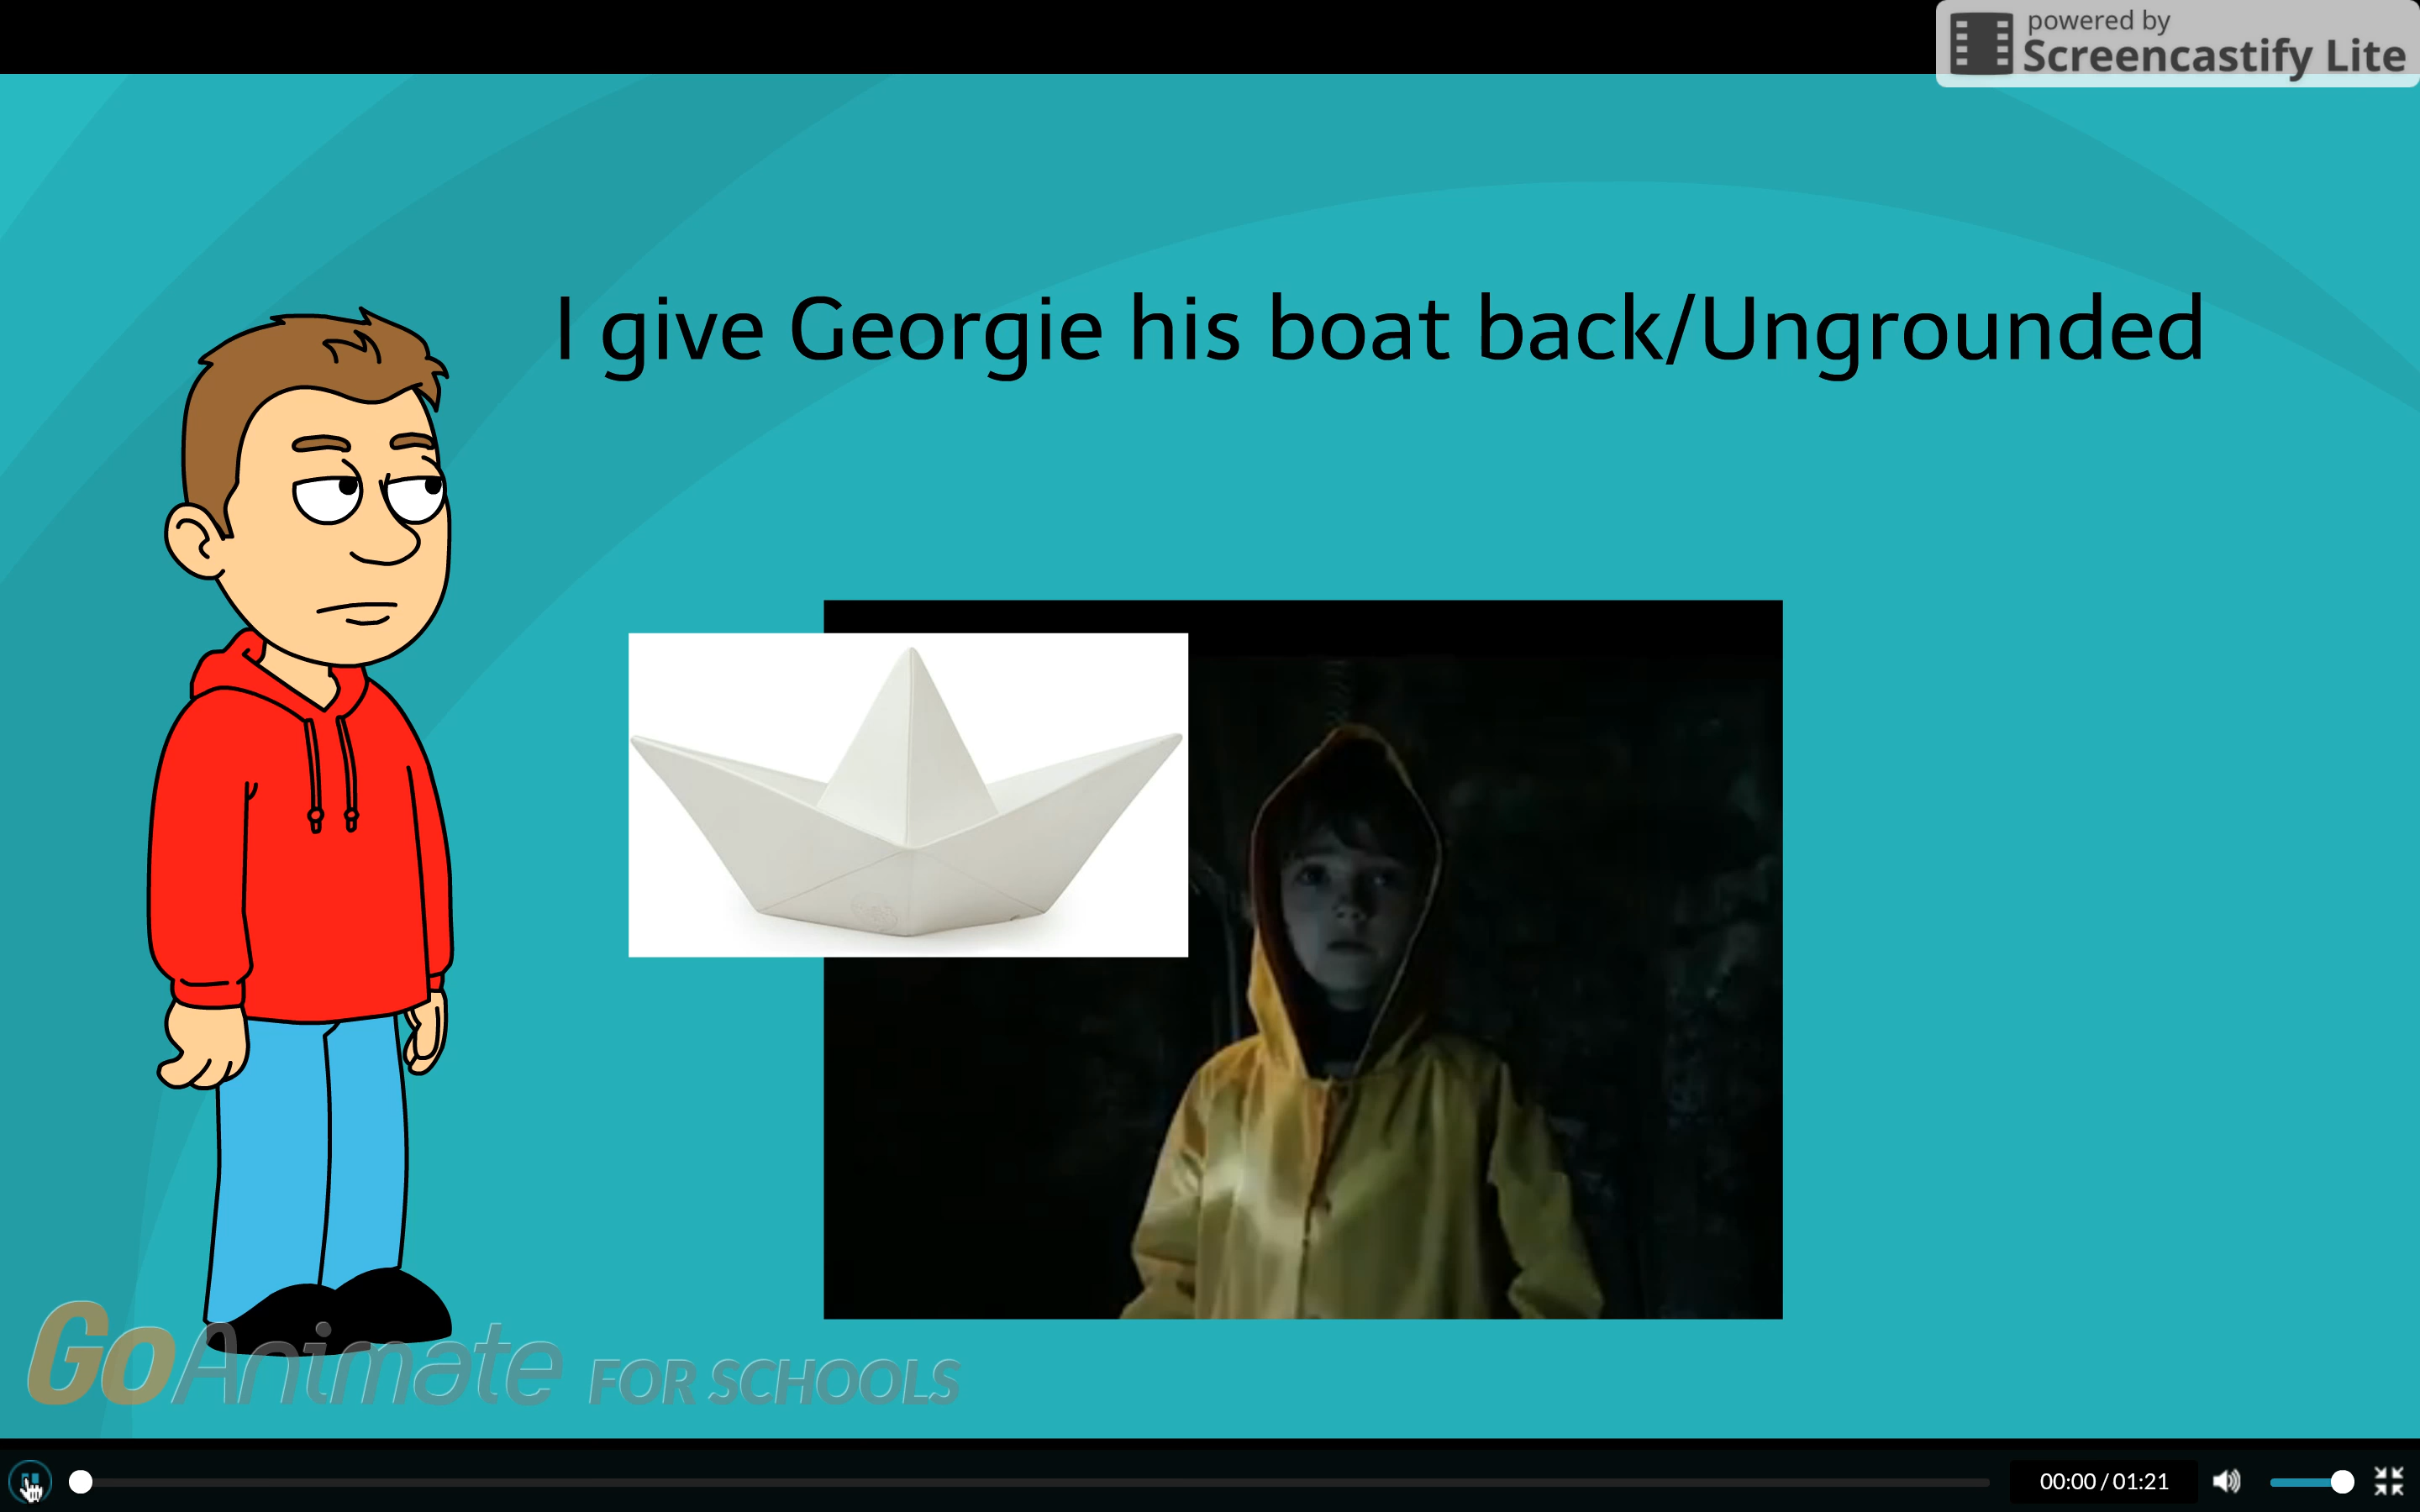 powered by
Screencastify Lite
I give Georgie his boat back/Ungrounded
GoAnimate FOR SCHOOLS
00:00 / 01:21